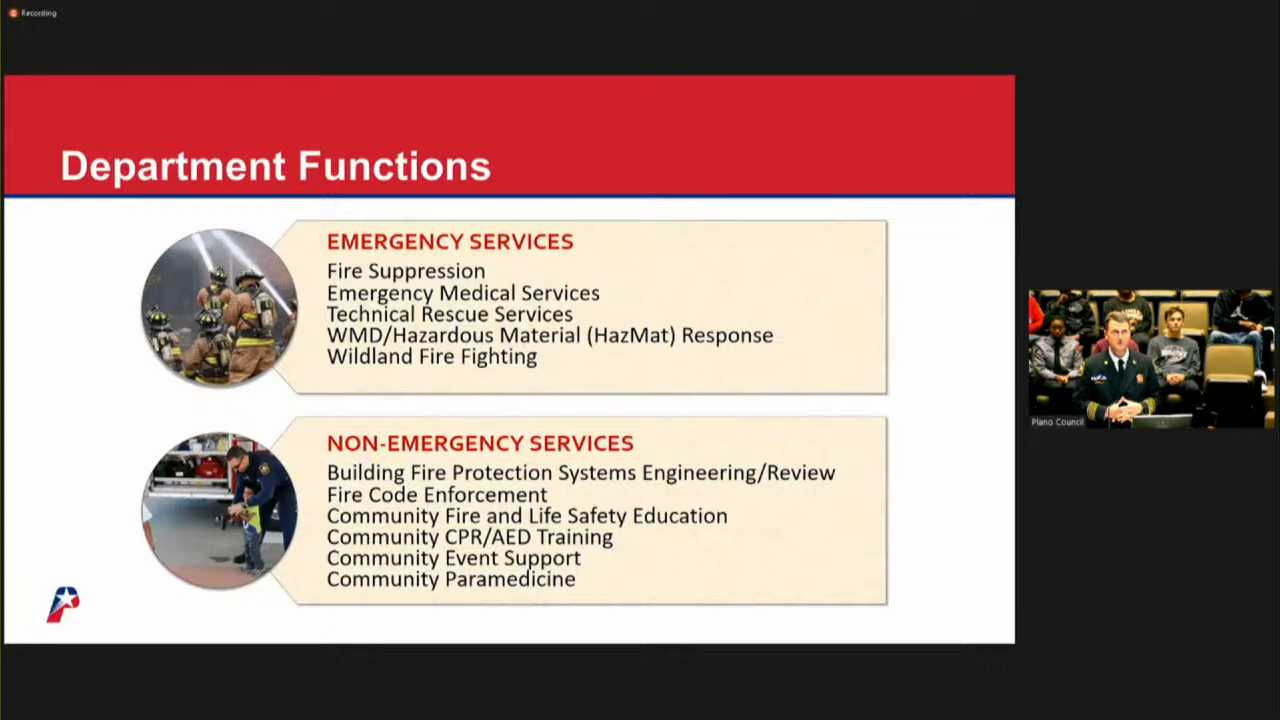 Recording
Department Functions
EMERGENCY SERVICES
Fire Suppression
Emergency Medical Services
Technical Rescue Services
WMD/Hazardous Material (HazMat) Response
Wildland Fire Fighting
NON-EMERGENCY SERVICES
Building Fire Protection Systems Engineering/Review
Fire Code Enforcement
Community Fire and Life Safety Education
Community CPR/AED Training
Community Event Support
Community Paramedicine
Plano Council